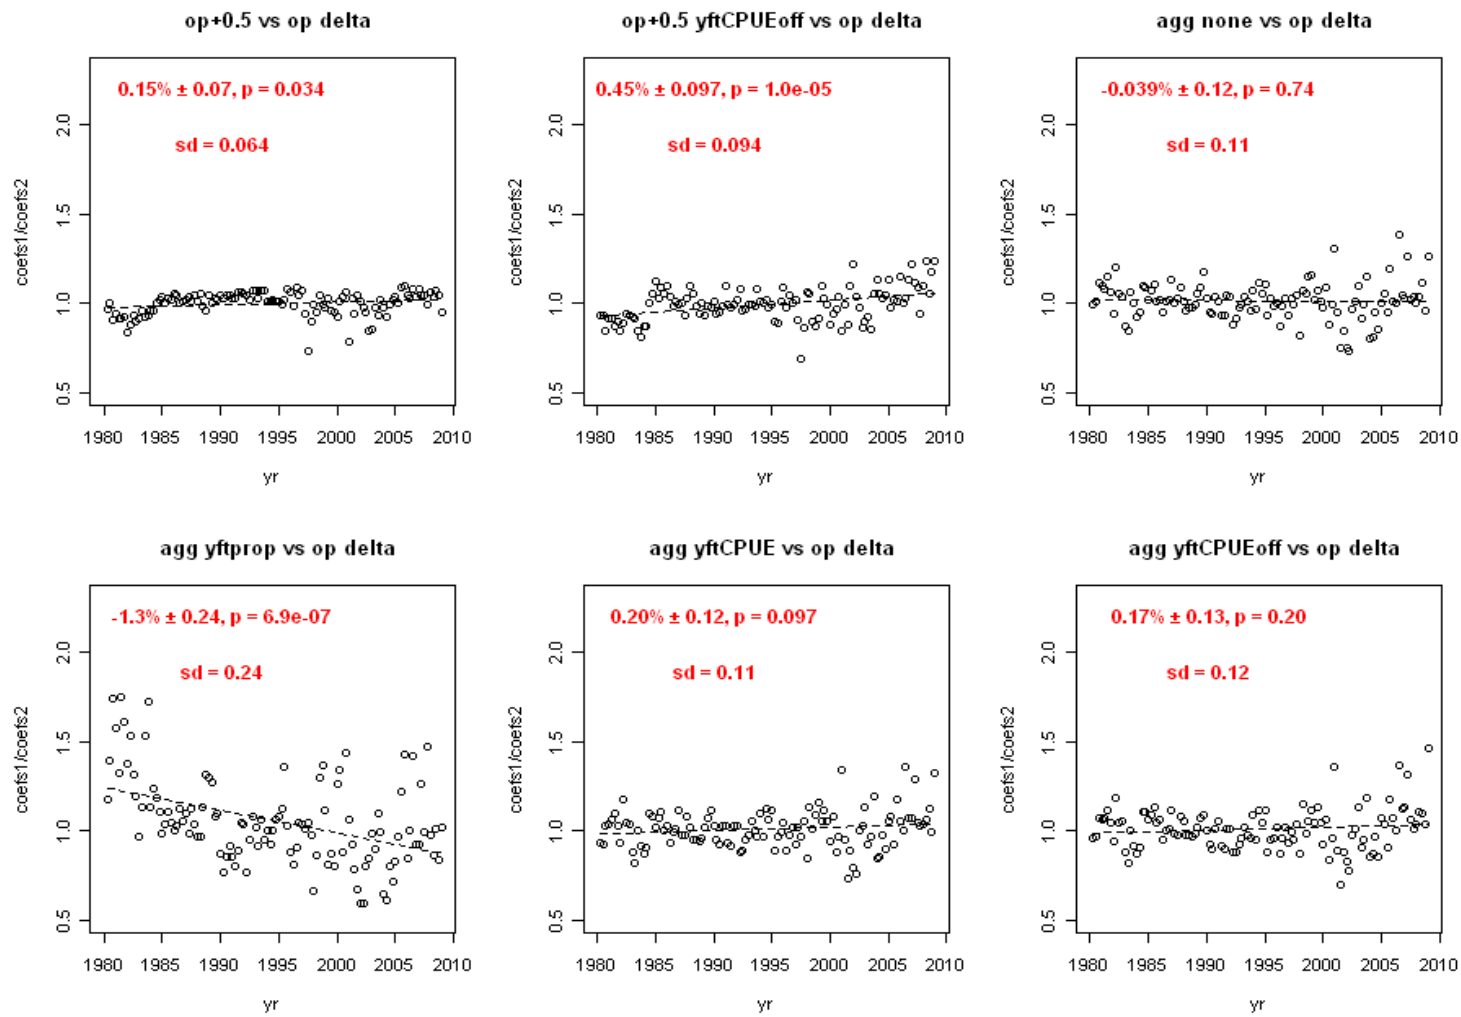 op+0.5 vs op delta
0.15% ± 0.07, p = 0.034
sd = 0.064
coefs1/coefs2
2.0
1.5
1.0
0.5
1980 1985 1990 1995 2000 2005 2010
yr
op+0.5 yftCPUEoff vs op delta
0.45% ± 0.097, p = 1.0e-05
sd = 0.094
coefs1/coefs2
2.0
1.5
1.0
0.5
1980 1985 1990 1995 2000 2005 2010
yr
agg none vs op delta
-0.039% ± 0.12, p = 0.74
sd = 0.11
coefs1/coefs2
2.0
1.5
1.0
0.5
1980 1985 1990 1995 2000 2005 2010
yr
agg yftprop vs op delta
-1.3% ± 0.24, p = 6.9e-07
sd = 0.24
coefs1/coefs2
2.0
1.5
1.0
0.5
1980 1985 1990 1995 2000 2005 2010
yr
agg yftCPUE vs op delta
0.20% ± 0.12, p = 0.097
sd = 0.11
coefs1/coefs2
2.0
1.5
1.0
0.5
1980 1985 1990 1995 2000 2005 2010
yr
agg yftCPUEoff vs op delta
0.17% ± 0.13, p = 0.20
sd = 0.12
coefs1/coefs2
2.0
1.5
1.0
0.5
1980 1985 1990 1995 2000 2005 2010
yr